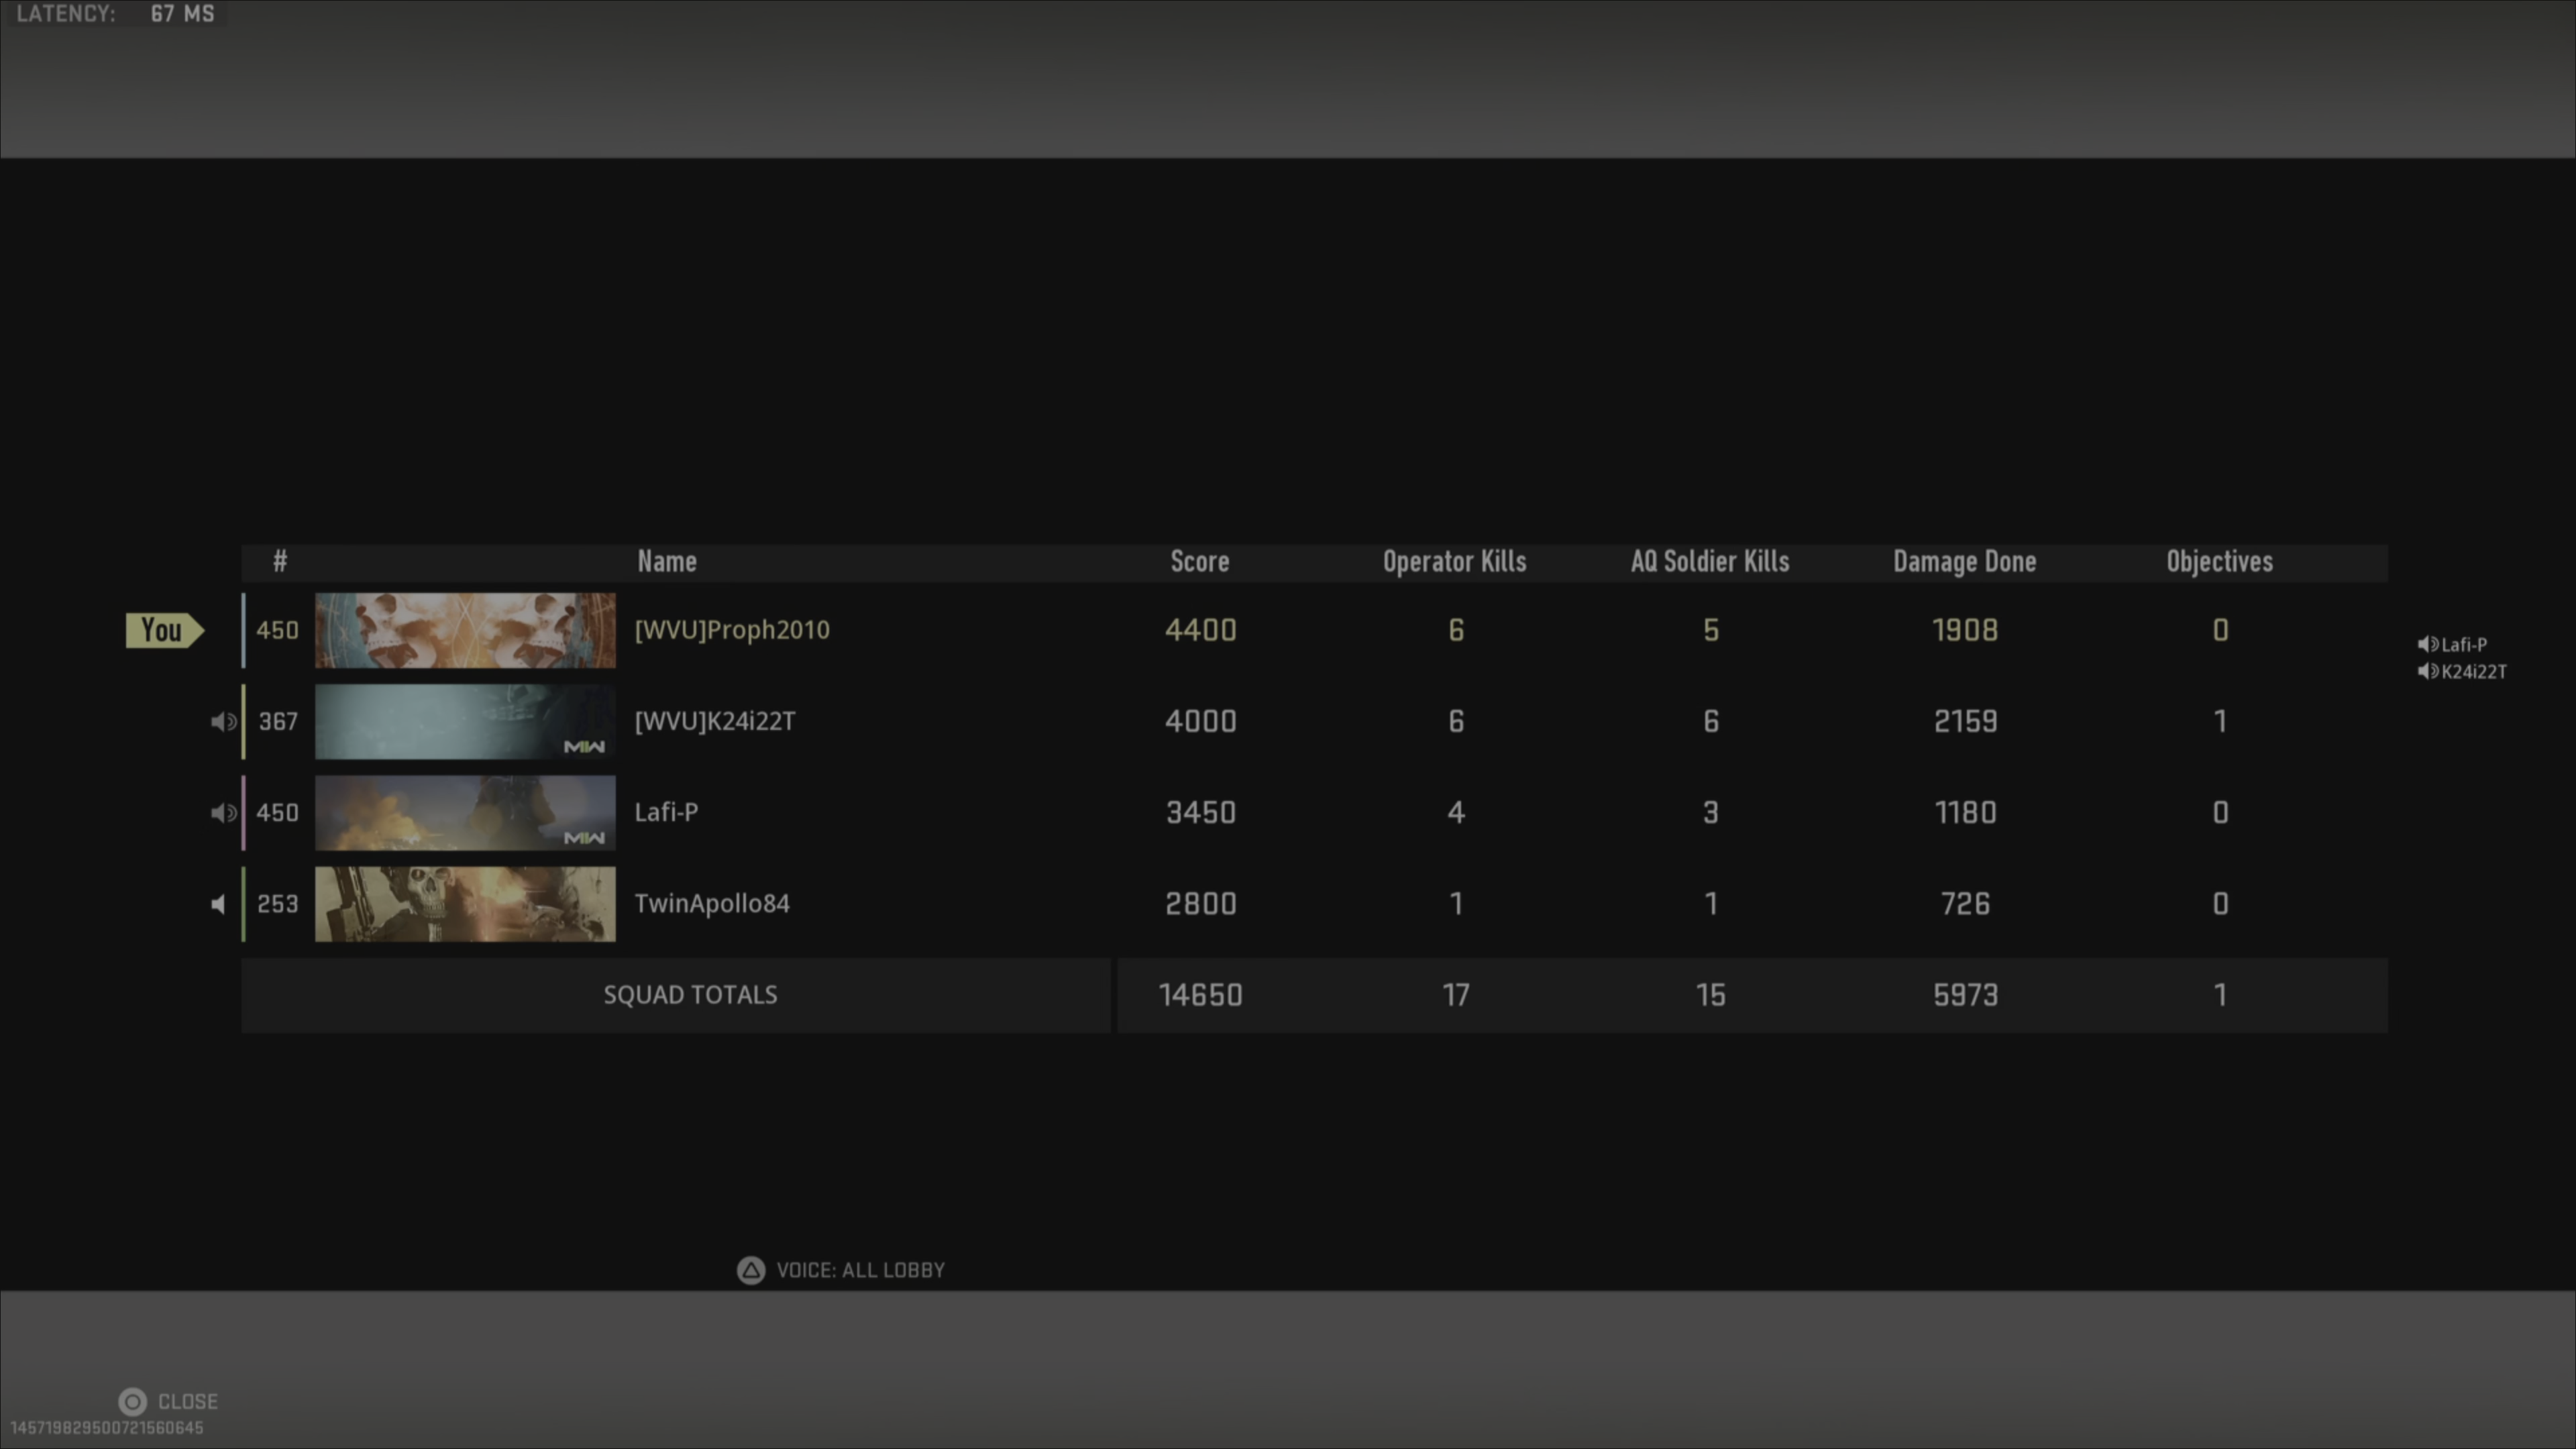 LATENCY: 67 MS
# Name Score Operator Kills AQ Soldier Kills Damage Done Objectives
You 450 [WVU]Proph2010 4400 6 5 1908 0
Lafi-P
K24i22T
367 MW [WVU]K24i22T 4000 6 6 2159 1
450 MW Lafi-P 3450 4 3 1180 0
253 TwinApollo84 2800 1 1 726 0
SQUAD TOTALS 14650 17 15 5973 1
VOICE: ALL LOBBY
CLOSE
145719829500721560645